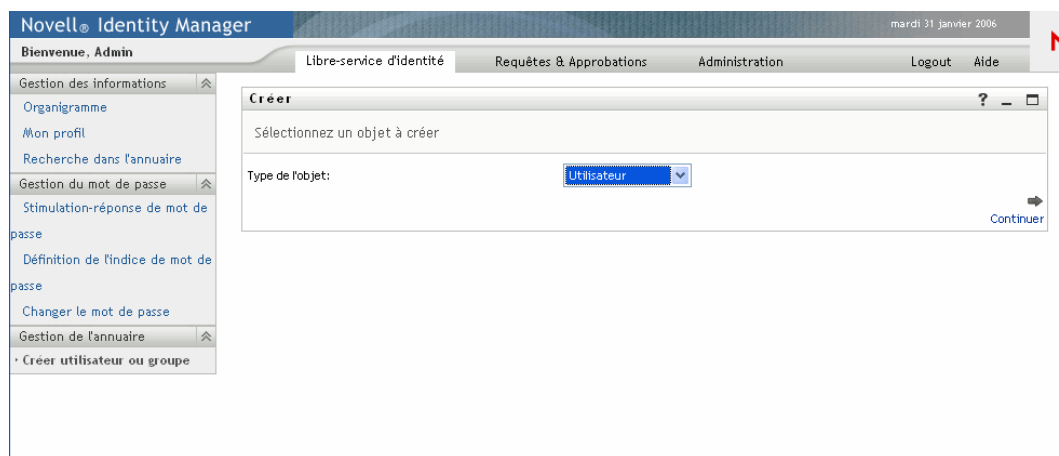 Novell® Identity Manager
mardi 31 janvier 2006
Bienvenue, Admin
Libre-service d'identité
Requêtes & Approbations
Administration
Logout
Aide
Gestion des informations
Organigramme
Mon profil
Recherche dans l'annuaire
Gestion du mot de passe
Stimulation-réponse de mot de
passe
Définition de l'indice de mot de
passe
Changer le mot de passe
Gestion de l'annuaire
· Créer utilisateur ou groupe
Créer
?
Sélectionnez un objet à créer
Type de l'objet:
Utilisateur
Continuer